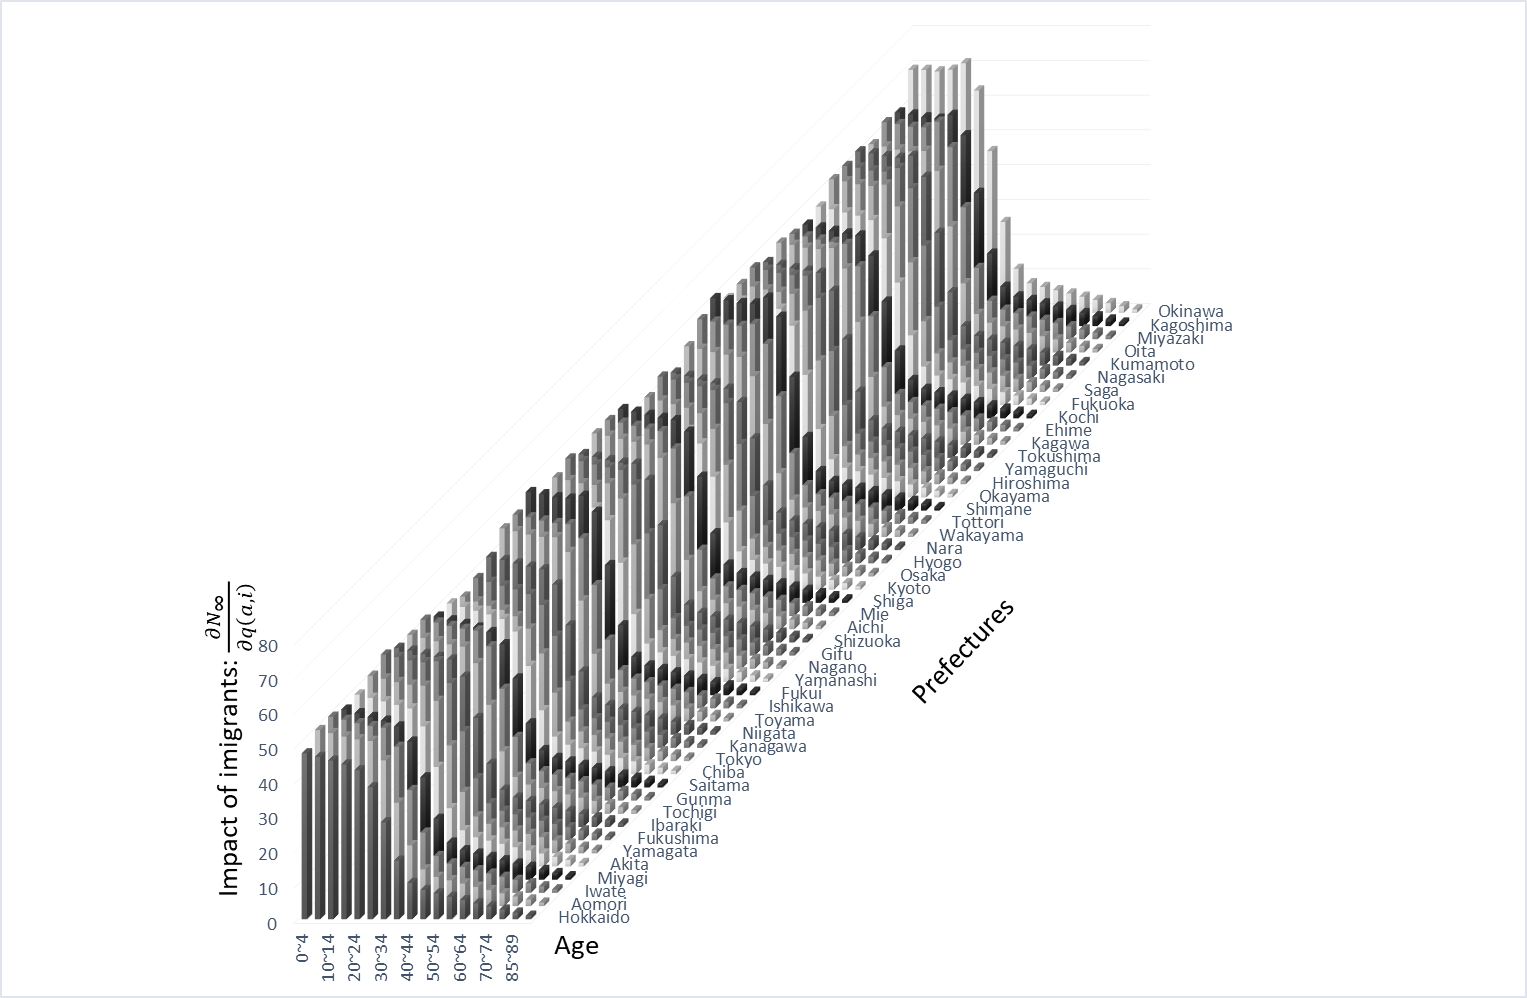 Impact of imigrants: ∂N∞/∂q(a,i)
80
70
60
50
40
30
20
10
0
0~4
10~14
20~24
30~34
40~44
50~54
60~64
70~74
85~89
Age
Okinawa
Kagoshima
Miyazaki
Oita
Kumamoto
Nagasaki
Saga
Fukuoka
Kochi
Ehime
Kagawa
Tokushima
Yamaguchi
Hiroshima
Okayama
Shimane
Tottori
Wakayama
Nara
Hyogo
Osaka
Kyoto
Shiga
Mie
Aichi
Shizuoka
Gifu
Nagano
Yamanashi
Fukui
Ishikawa
Toyama
Niigata
Kanagawa
Tokyo
Chiba
Saitama
Gunma
Tochigi
Ibaraki
Fukushima
Yamagata
Akita
Miyagi
Iwate
Aomori
Hokkaido
Prefectures